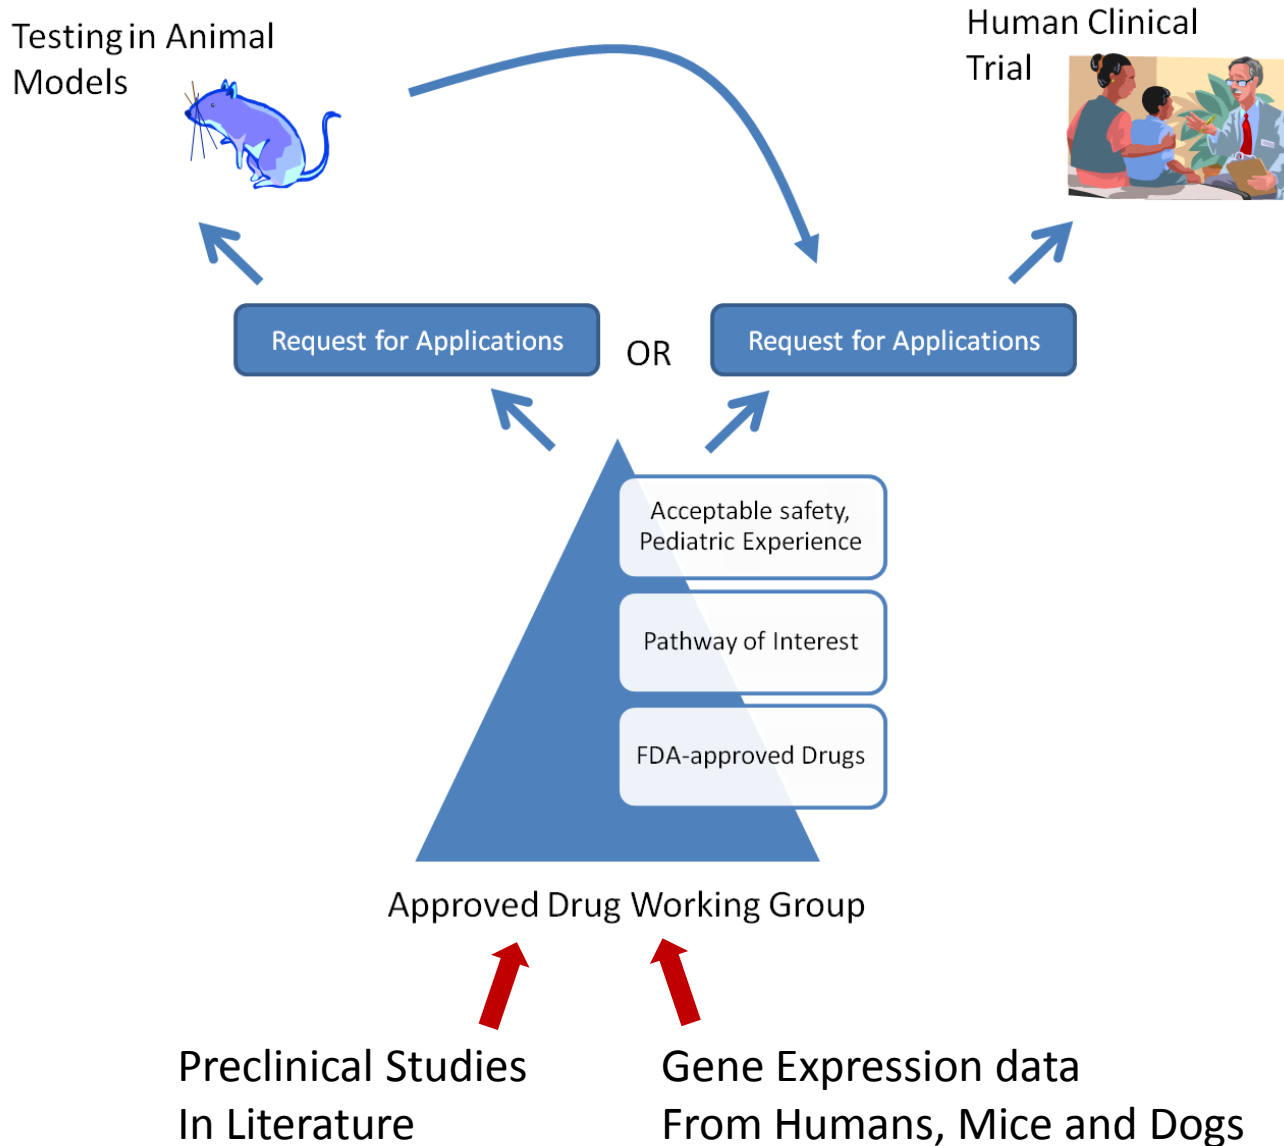 Testing in Animal
Models
Human Clinical
Trial
Request for Applications
OR
Request for Applications
Acceptable safety,
Pediatric Experience
Pathway of Interest
FDA-approved Drugs
Approved Drug Working Group
Preclinical Studies
In Literature
Gene Expression data
From Humans, Mice and Dogs